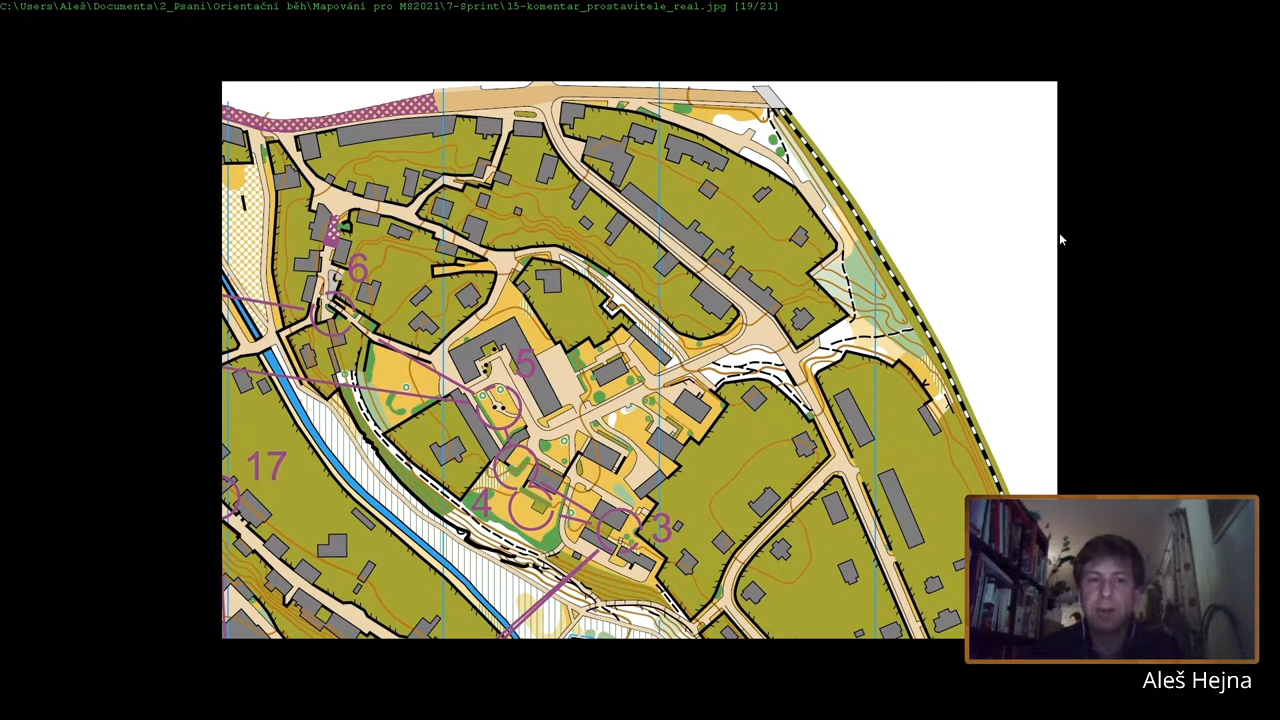 C:\Users\Aleš\Documents\2_Psani\Orientační běh\Mapování pro MS2021\7-Sprint\15-komentar_prostavitele_real.jpg [19/21]
6
5
17
4
3
Aleš Hejna